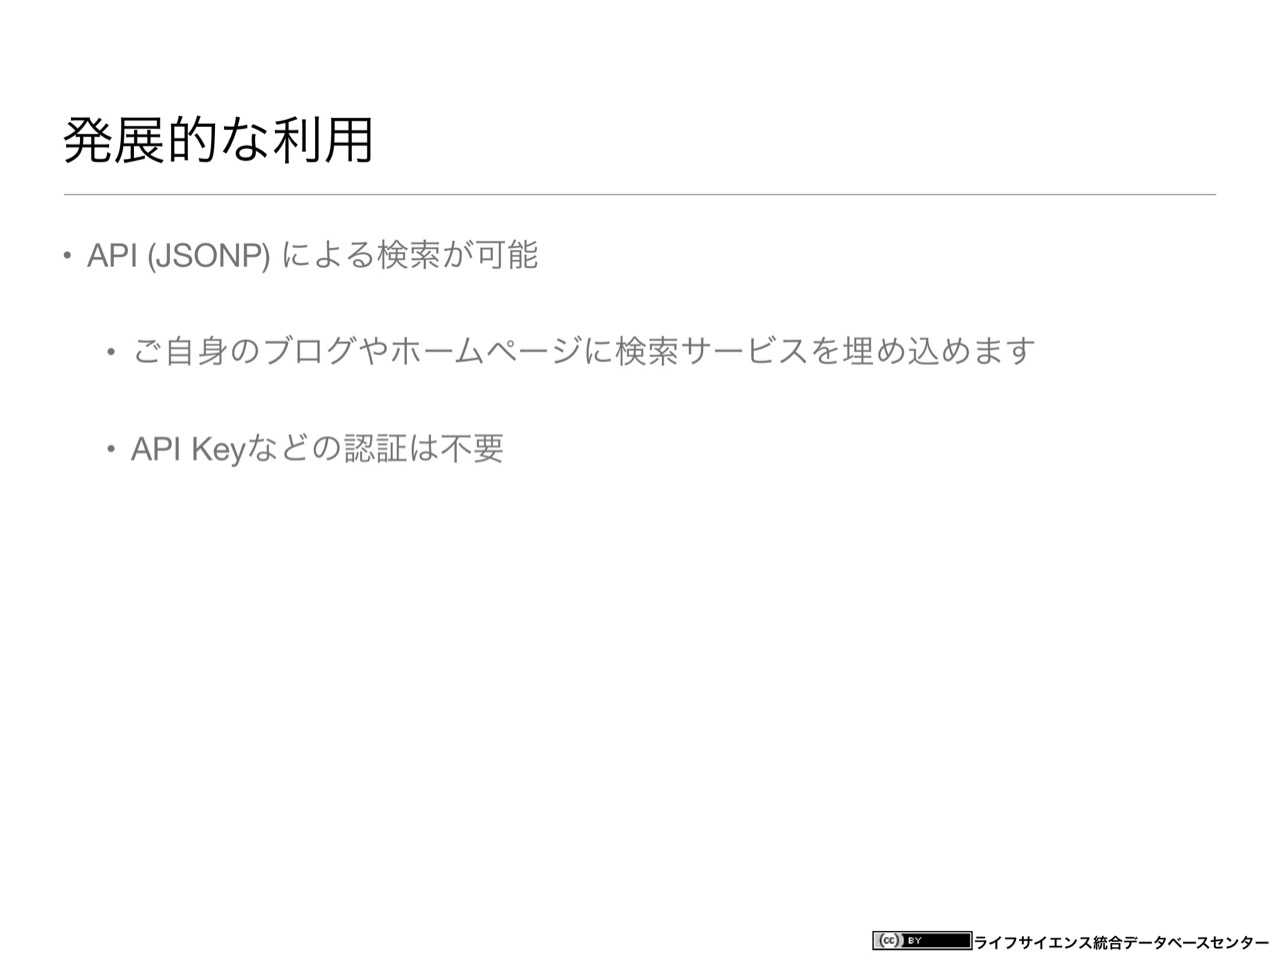 発展的な利用
• API (JSONP) による検索が可能
• ご自身のブログやホームページに検索サービスを埋め込めます
• API Keyなどの認証は不要
(cc) BY ライフサイエンス統合データベースセンター